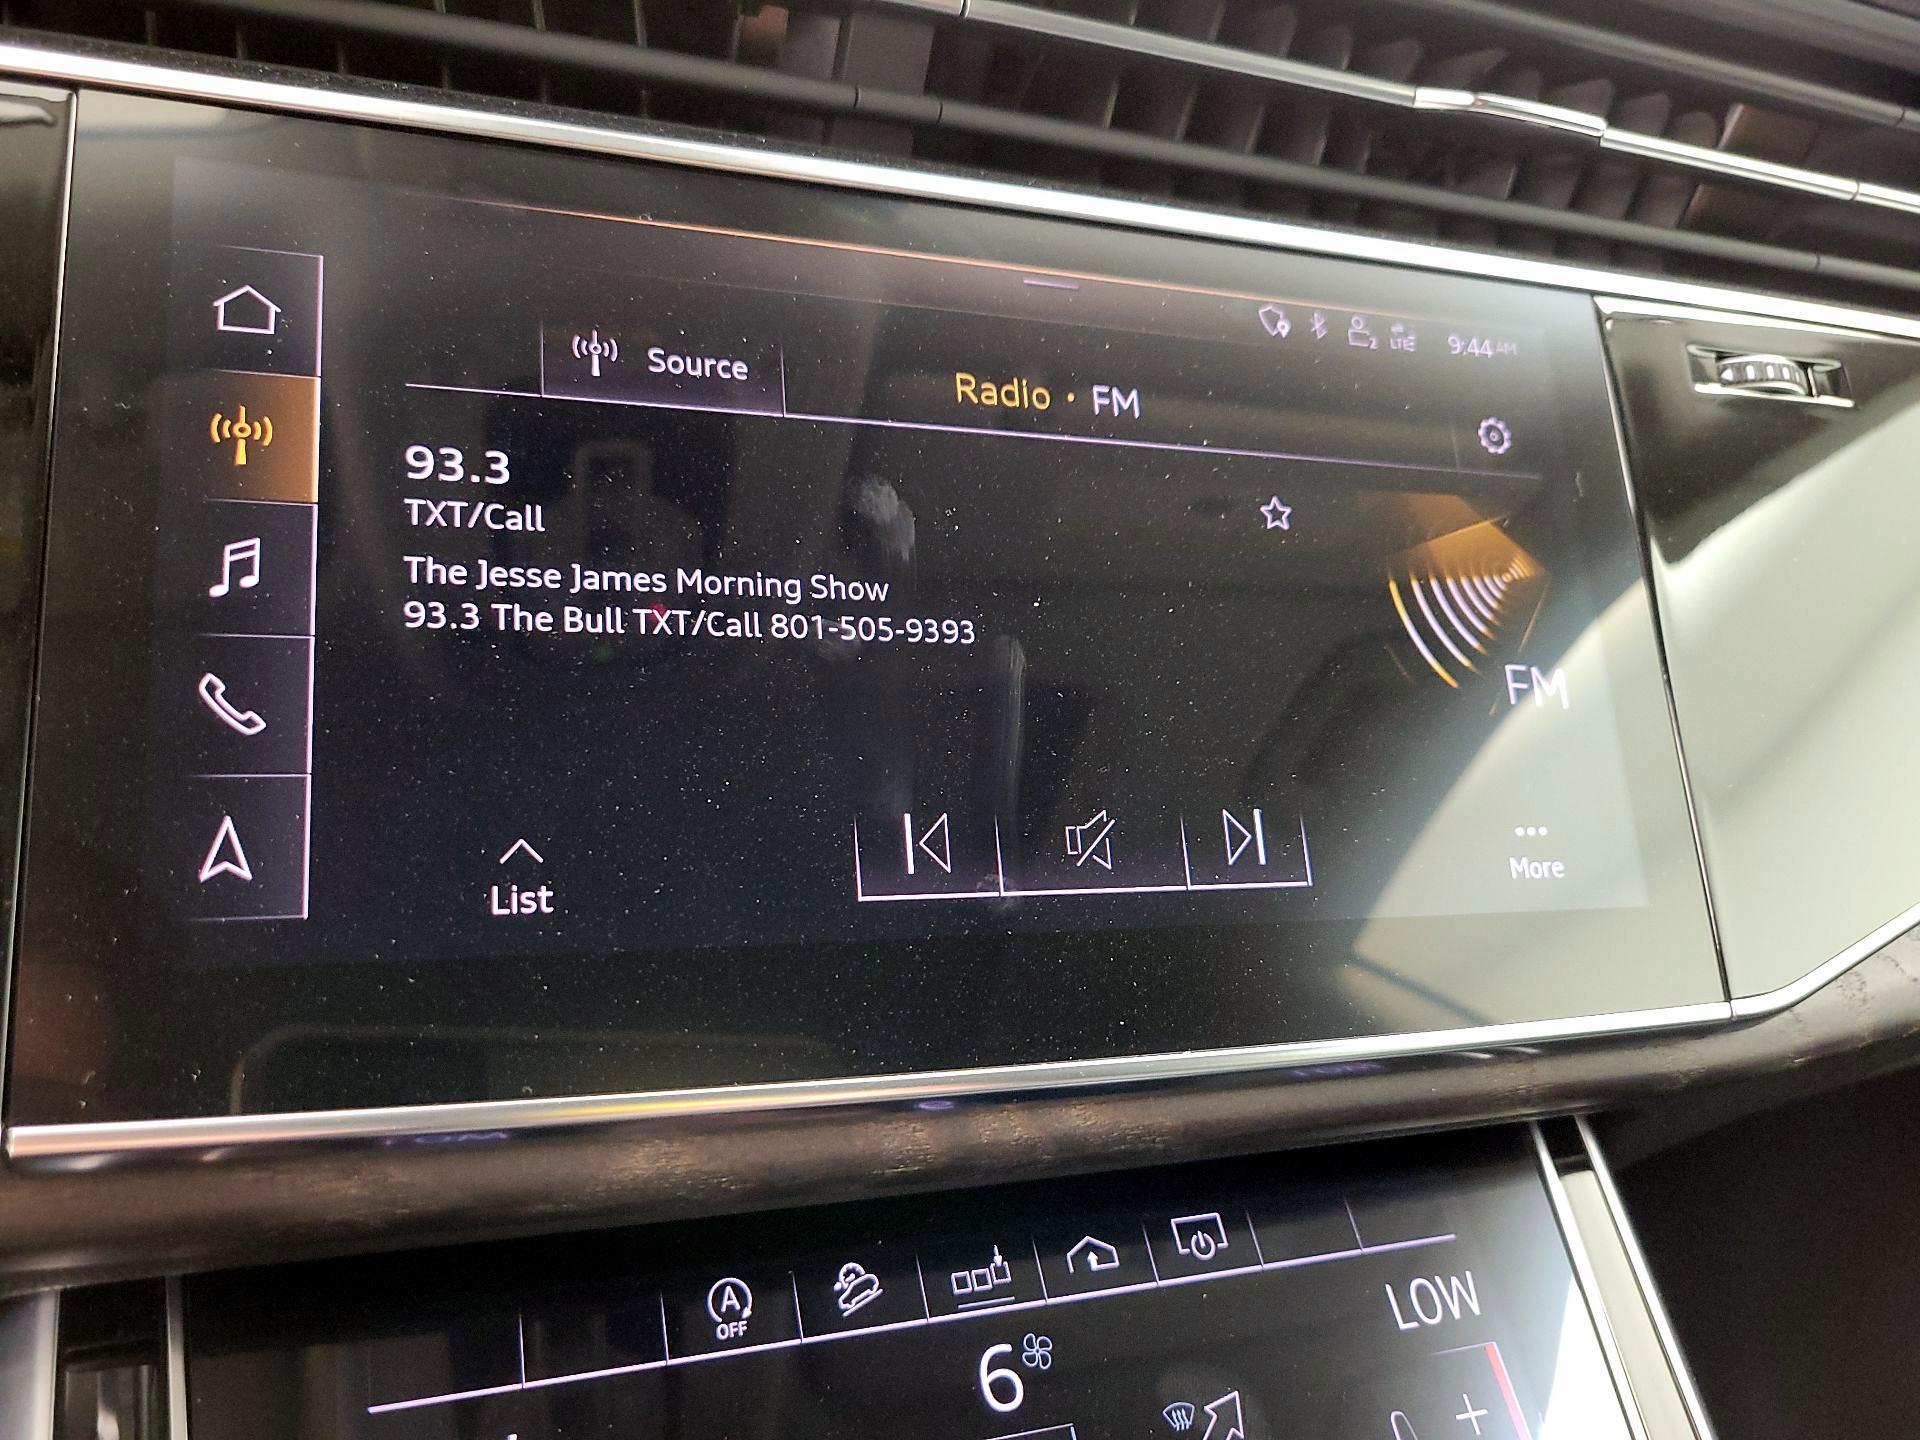 LTE 9:44 AM
Source
Radio • FM
93.3
TXT/Call
The Jesse James Morning Show
93.3 The Bull TXT/Call 801-505-9393
FM
List
More
A
OFF
LOW
6
+